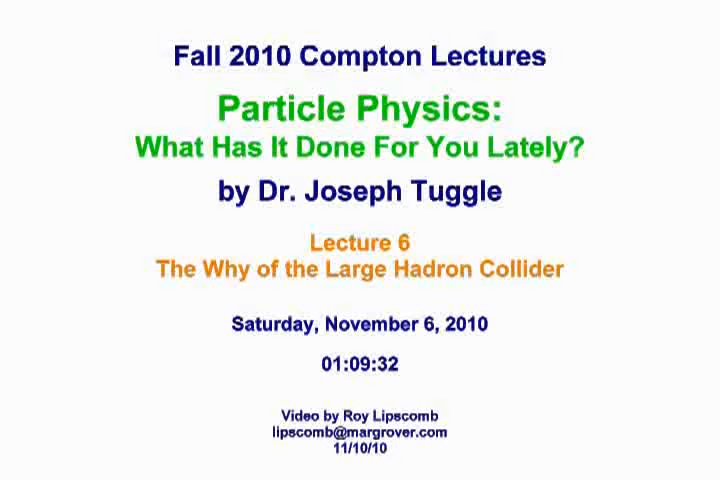 Fall 2010 Compton Lectures
Particle Physics:
What Has It Done For You Lately?
by Dr. Joseph Tuggle
Lecture 6
The Why of the Large Hadron Collider
Saturday, November 6, 2010
01:09:32
Video by Roy Lipscomb
lipscomb@margrover.com
11/10/10